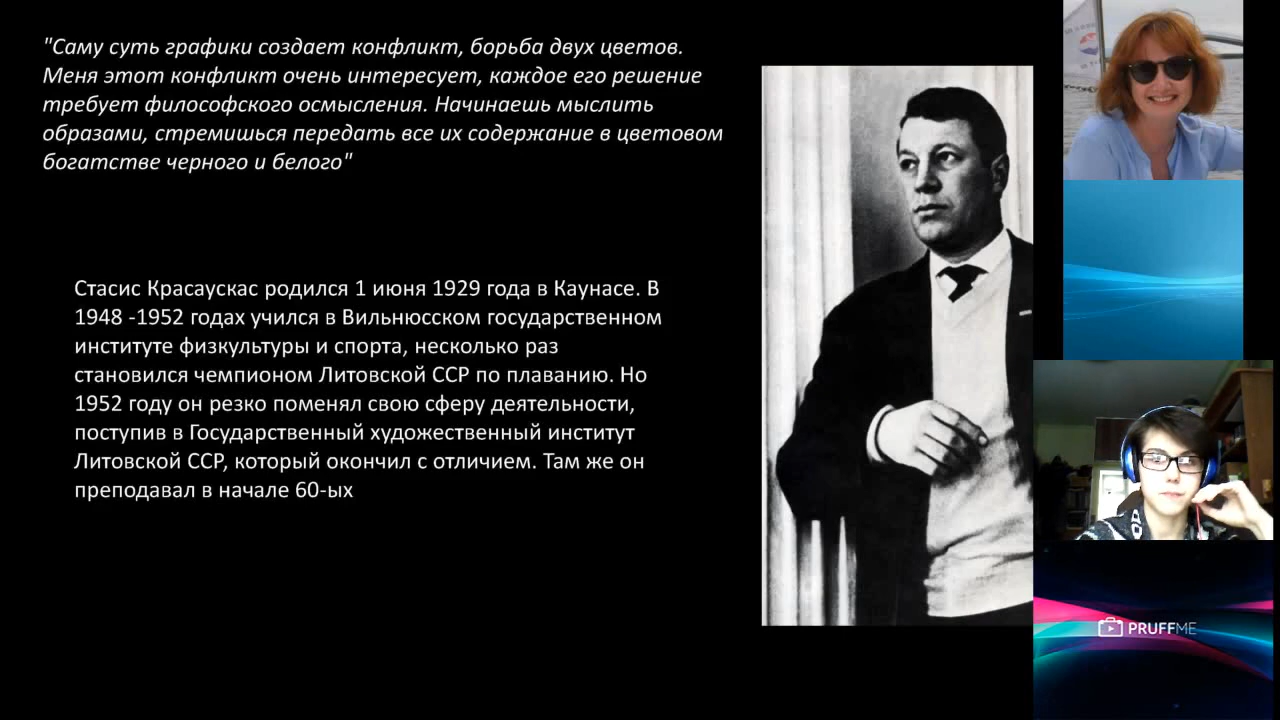 "Саму суть графики создает конфликт, борьба двух цветов.
Меня этот конфликт очень интересует, каждое его решение
требует философского осмысления. Начинаешь мыслить
образами, стремишься передать все их содержание в цветовом
богатстве черного и белого"
Стасис Красаускас родился 1 июня 1929 года в Каунасе. В
1948 -1952 годах учился в Вильнюсском государственном
институте физкультуры и спорта, несколько раз
становился чемпионом Литовской ССР по плаванию. Но
1952 году он резко поменял свою сферу деятельности,
поступив в Государственный художественный институт
Литовской ССР, который окончил с отличием. Там же он
преподавал в начале 60-ых
PRUFFME